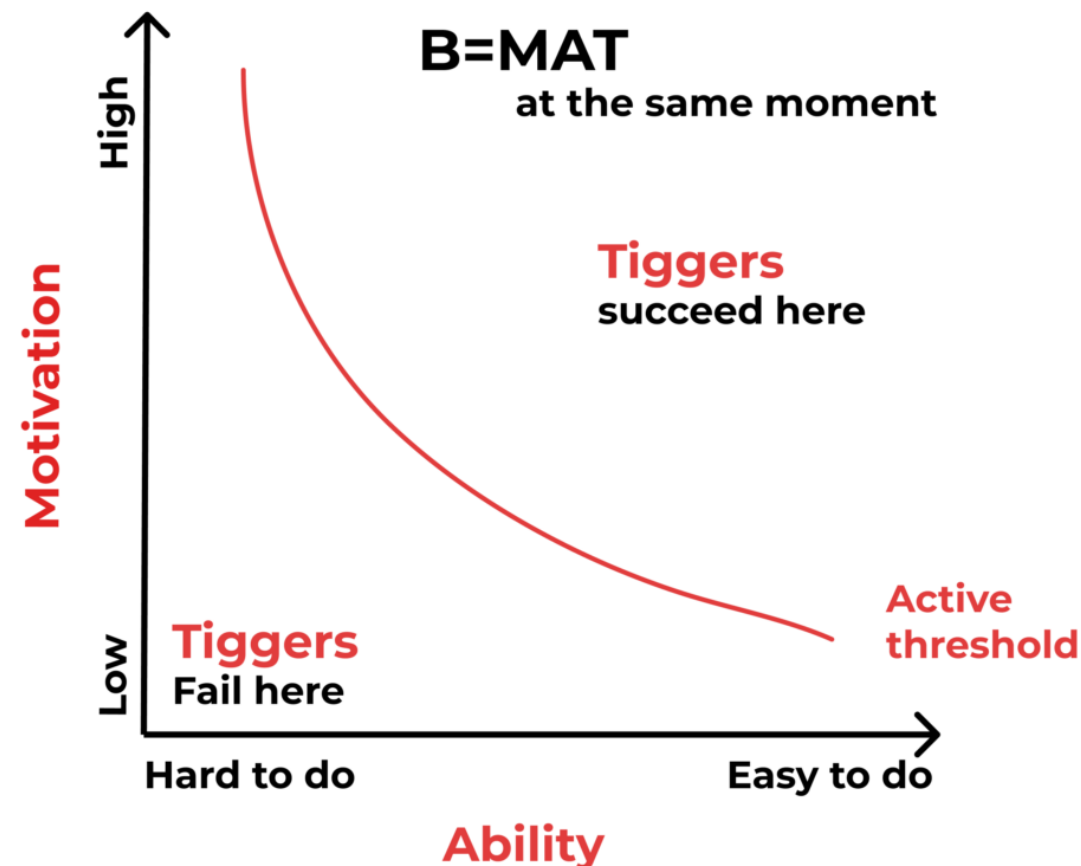 B=MAT
at the same moment
High
Motivation
Low
Tiggers
succeed here
Active
threshold
Tiggers
Fail here
Hard to do
Easy to do
Ability